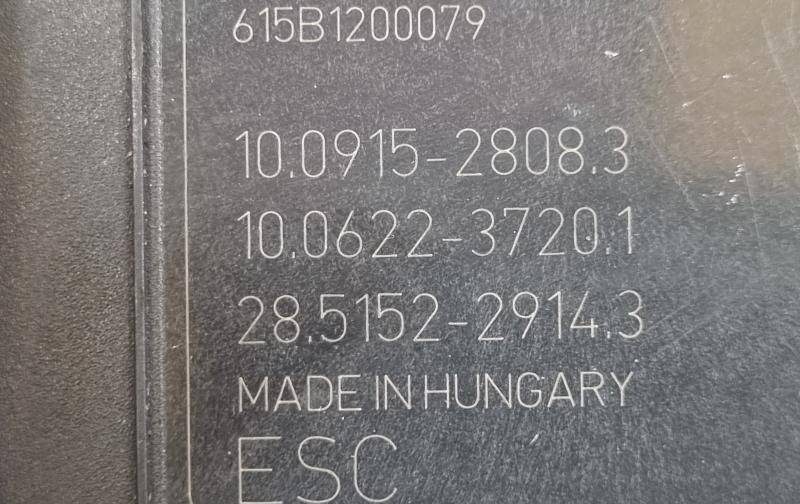 615B1200079
10.0915-2808.3
10.0622-3720.1
28.5152-2914.3
MADE IN HUNGARY
ESC